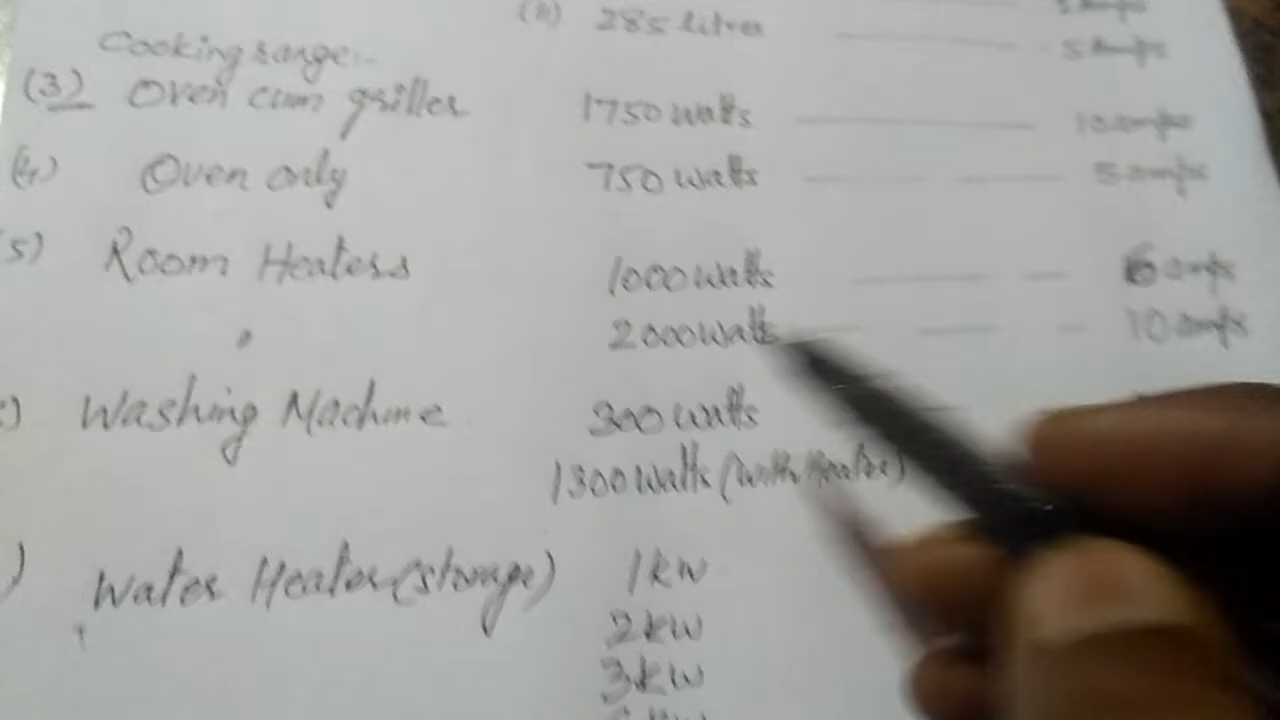 (b) 285 litres
5 Amps
Cooking range:-
(3) Oven cum griller 1750 watts 10 amps
(4) Oven only 750 watts 5 amps
5) Room Heaters 1000 watts 6 amps
" 2000 watts 10 amps
) Washing Machine 300 watts
1300 watts (with Heater)
) Water Heater (storage) 1 kw
2 kw
3 kw